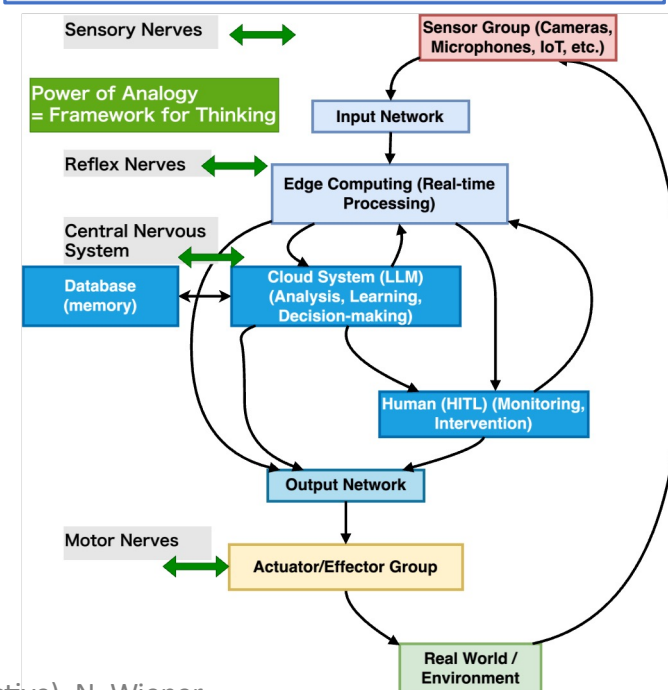 Sensory Nerves
Sensor Group (Cameras,
Microphones, IoT, etc.)
Power of Analogy
= Framework for Thinking
Input Network
Reflex Nerves
Edge Computing (Real-time
Processing)
Central Nervous
System
Database
(memory)
Cloud System (LLM)
(Analysis, Learning,
Decision-making)
Human (HITL) (Monitoring,
Intervention)
Output Network
Motor Nerves
Actuator/Effector Group
Real World /
Environment
N. Wiener